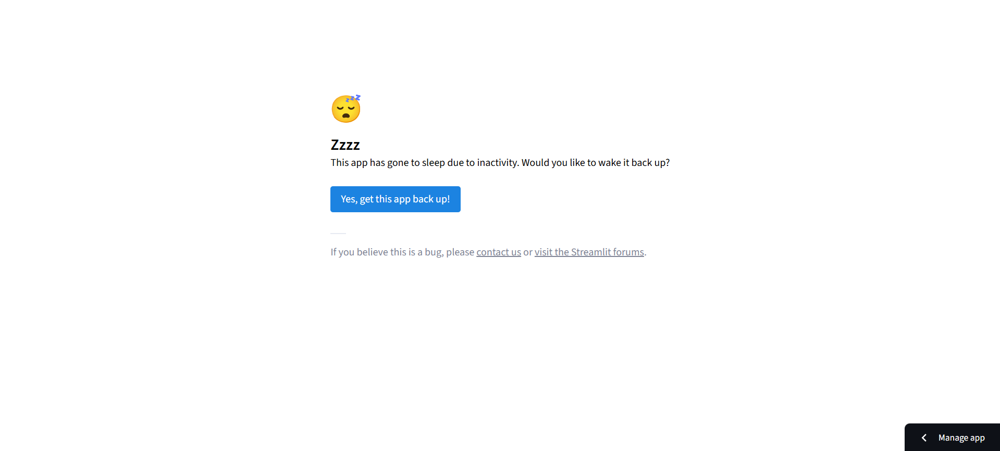 Zzzz
This app has gone to sleep due to inactivity. Would you like to wake it back up?
Yes, get this app back up!
If you believe this is a bug, please contact us or visit the Streamlit forums.
Manage app